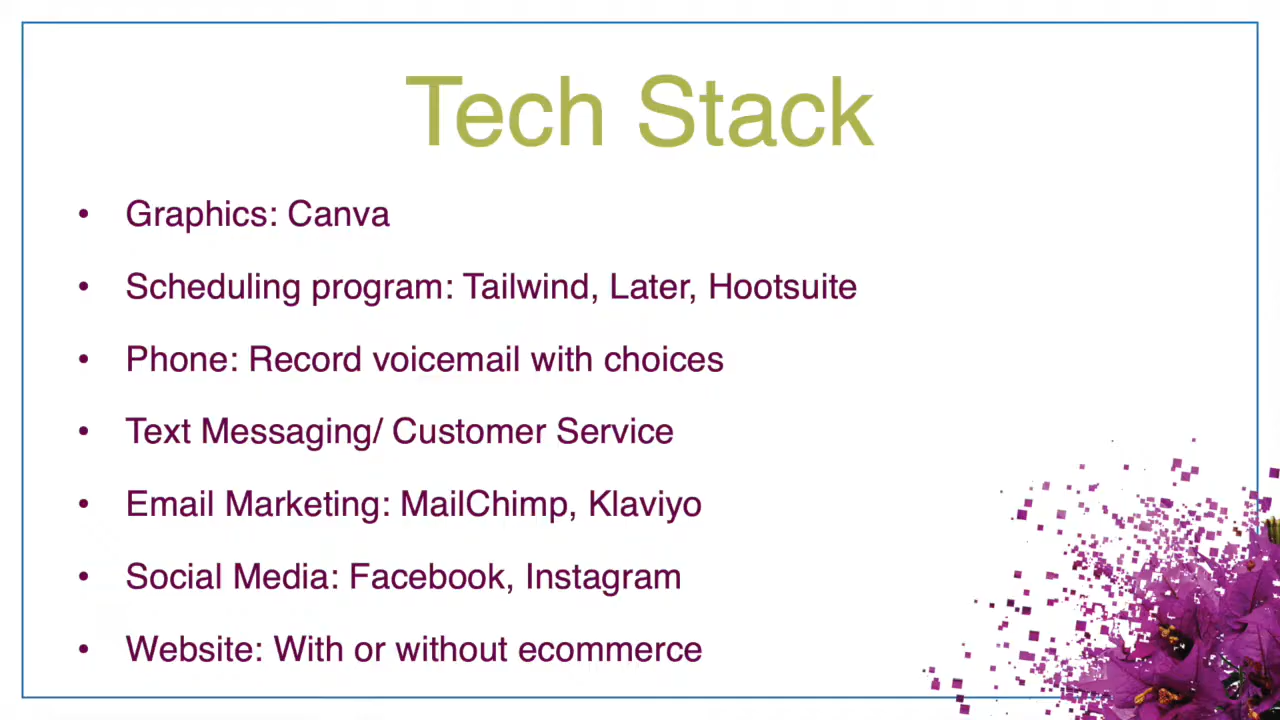 Tech Stack
• Graphics: Canva
• Scheduling program: Tailwind, Later, Hootsuite
• Phone: Record voicemail with choices
• Text Messaging/ Customer Service
• Email Marketing: MailChimp, Klaviyo
• Social Media: Facebook, Instagram
• Website: With or without ecommerce